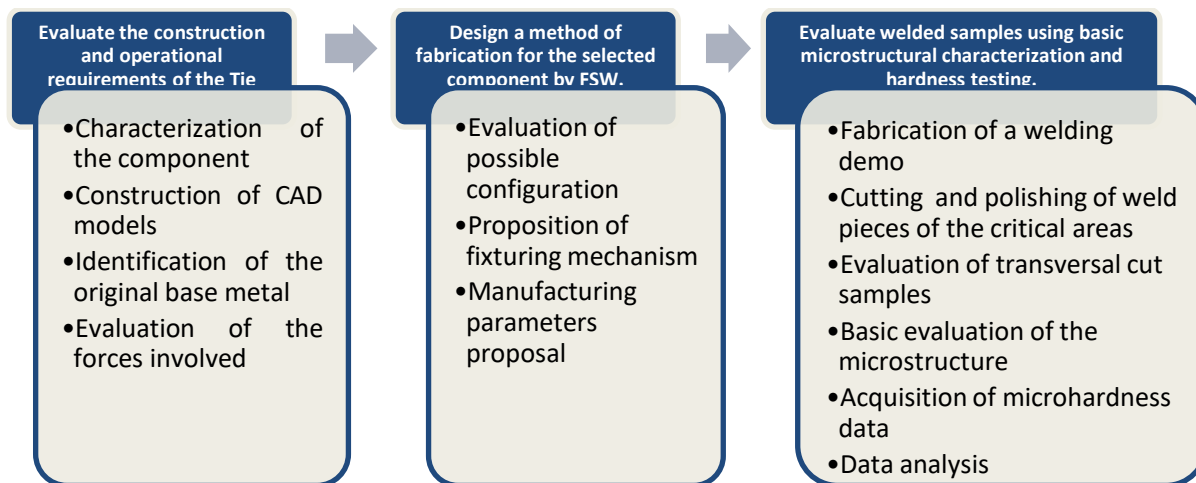 Evaluate the construction
and operational
requirements of the Tie
•Characterization of
the component
•Construction of CAD
models
•Identification of the
original base metal
•Evaluation of the
forces involved
Design a method of
fabrication for the selected
component by FSW.
•Evaluation of
possible
configuration
•Proposition of
fixturing mechanism
•Manufacturing
parameters
proposal
Evaluate welded samples using basic
microstructural characterization and
hardness testing.
•Fabrication of a welding
demo
•Cutting and polishing of weld
pieces of the critical areas
•Evaluation of transversal cut
samples
•Basic evaluation of the
microstructure
•Acquisition of microhardness
data
•Data analysis